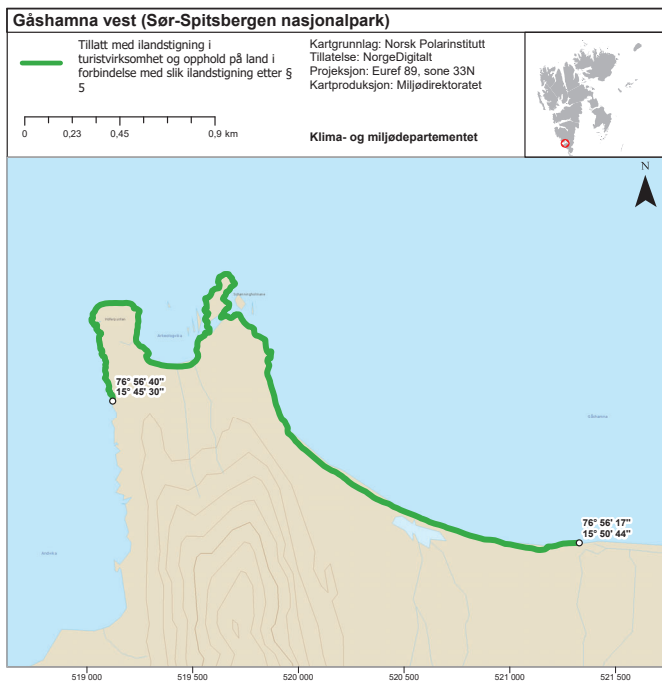 Gåshamna vest (Sør-Spitsbergen nasjonalpark)
Tillatt med ilandstigning i
turistvirksomhet og opphold på land i
forbindelse med slik ilandstigning etter §
5
0 0,23 0,45 0,9 km
Kartgrunnlag: Norsk Polarinstitutt
Tillatelse: NorgeDigitalt
Projeksjon: Euref 89, sone 33N
Kartproduksjon: Miljødirektoratet
Klima- og miljødepartementet
N
76° 56' 40"
15° 45' 30"
Gåshamna
76° 56' 17"
15° 50' 44"
519 000 519 500 520 000 520 500 521 000 521 500